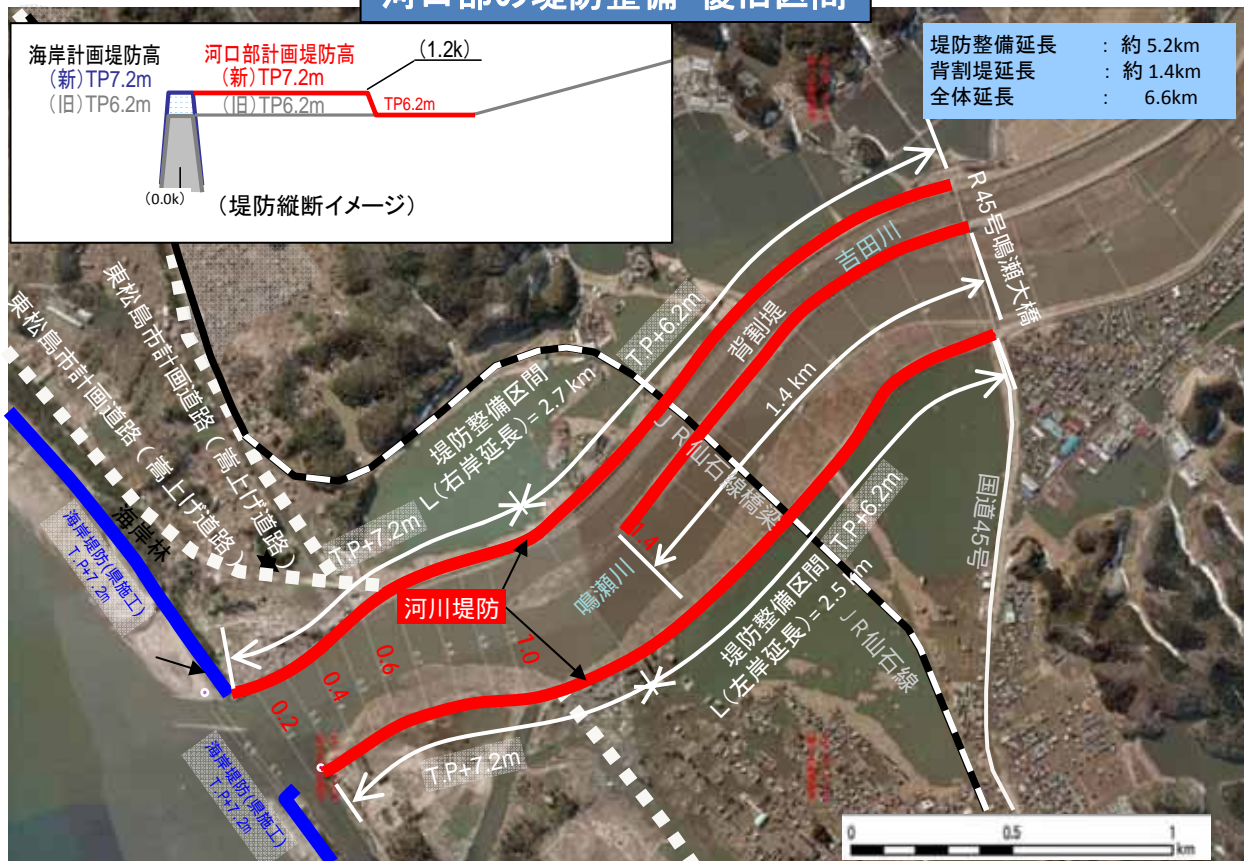 河口部の堤防整備・復旧区間
海岸計画堤防高
(新)TP7.2m
(旧)TP6.2m
河口部計画堤防高
(新)TP7.2m
(旧)TP6.2m
(1.2k)
TP6.2m
(0.0k)
(堤防縦断イメージ)
堤防整備延長 : 約 5.2km
背割堤延長 : 約 1.4km
全体延長 : 6.6km
R45号鳴瀬大橋
吉田川
背割堤
T.P+6.2m
1.4 km
堤防整備区間
L(右岸延長)= 2.7 km
JR仙石線橋梁
東松島市計画道路(嵩上げ道路)
東松島市計画道路(嵩上げ道路)
海岸林
海岸堤防(県施工)
T.P+7.2m
T.P+7.2m
1.4
鳴瀬川
河川堤防
T.P+6.2m
堤防整備区間
L(左岸延長)= 2.5 km
JR仙石線
国道45号
0.2
0.4
0.6
1.0
T.P+7.2m
海岸堤防(県施工)
T.P+7.2m
0 0.5 1
km